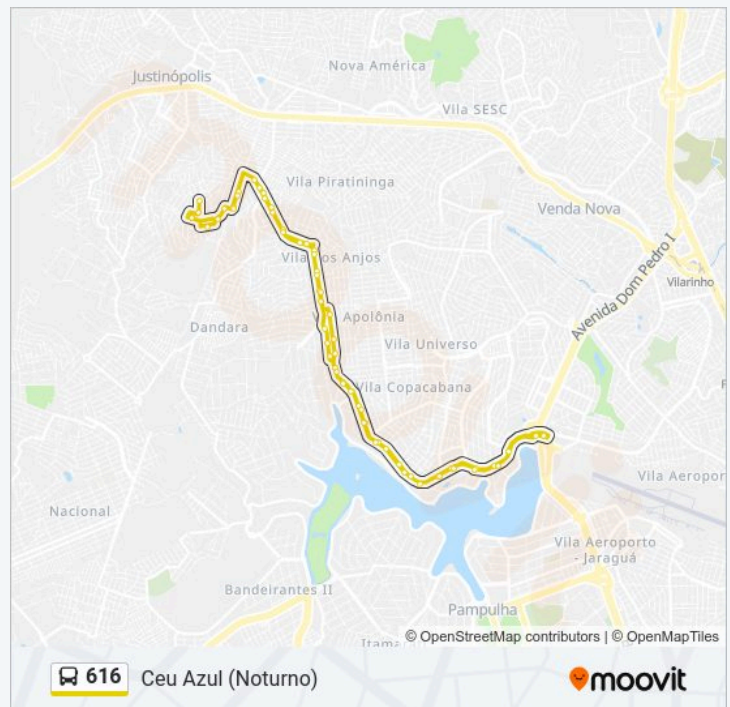 Nova América
Justinópolis
Vila SESC
Vila Piratininga
Venda Nova
Avenida Dom Pedro I
Vila dos Anjos
Vilarinho
Dandara
Apolônia
Vila Universo
Vila Copacabana
Vila Aeropor
Nacional
Vila Aeroporto
- Jaraguá
Bandeirantes II
Pampulha
Itama
© OpenStreetMap contributors | © OpenMapTiles
616 Ceu Azul (Noturno)
moovit